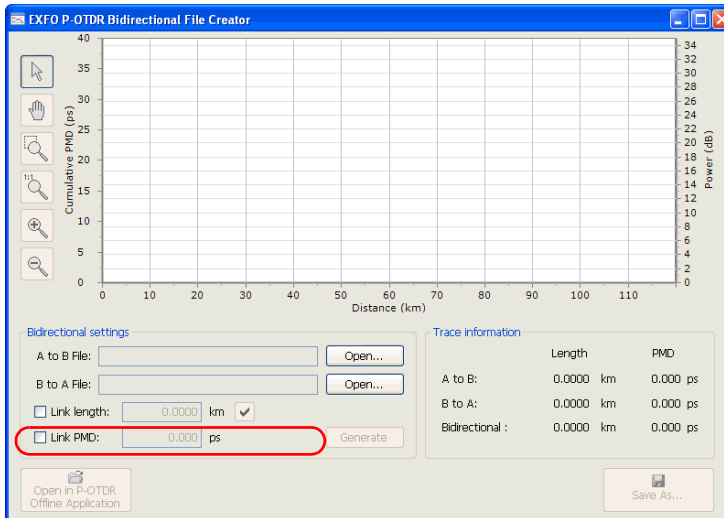 EXFO P-OTDR Bidirectional File Creator
40
35
30
25
20
15
10
5
0
Cumulative PMD (ps)
34
32
30
28
26
24
22
20
18
16
14
12
10
8
6
4
2
0
Power (dB)
1:1
0 10 20 30 40 50 60 70 80 90 100 110
Distance (km)
Bidirectional settings
A to B File: Open...
B to A File: Open...
Link length: 0.0000 km
Link PMD: 0.000 ps Generate
Trace information
Length PMD
A to B: 0.0000 km 0.000 ps
B to A: 0.0000 km 0.000 ps
Bidirectional : 0.0000 km 0.000 ps
Open in P-OTDR
Offline Application
Save As...